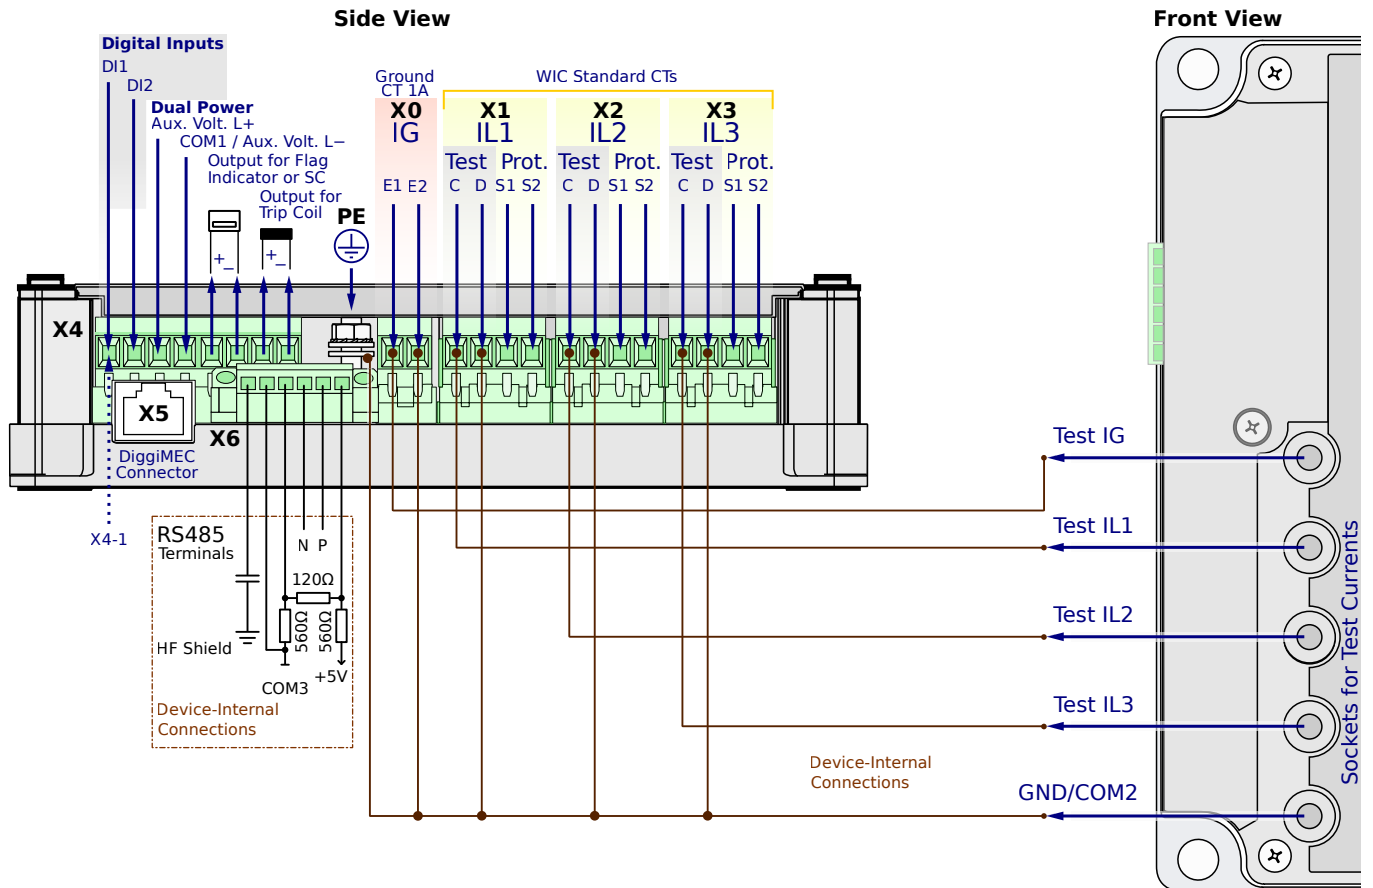 Side View
Front View
Digital Inputs
DI1
DI2
Dual Power
Aux. Volt. L+
COM1 / Aux. Volt. L−
Output for Flag
Indicator or SC
Output for
Trip Coil
+
−
+
−
PE
Ground
CT 1A
X0
IG
E1 E2
WIC Standard CTs
X1
IL1
Test Prot.
C D S1 S2
X2
IL2
Test Prot.
C D S1 S2
X3
IL3
Test Prot.
C D S1 S2
X4
X5
X6
DiggiMEC
Connector
X4-1
RS485
Terminals
N P
120Ω
560Ω
560Ω
HF Shield
+5V
COM3
Device-Internal
Connections
Test IG
Test IL1
Test IL2
Test IL3
GND/COM2
Device-Internal
Connections
Sockets for Test Currents